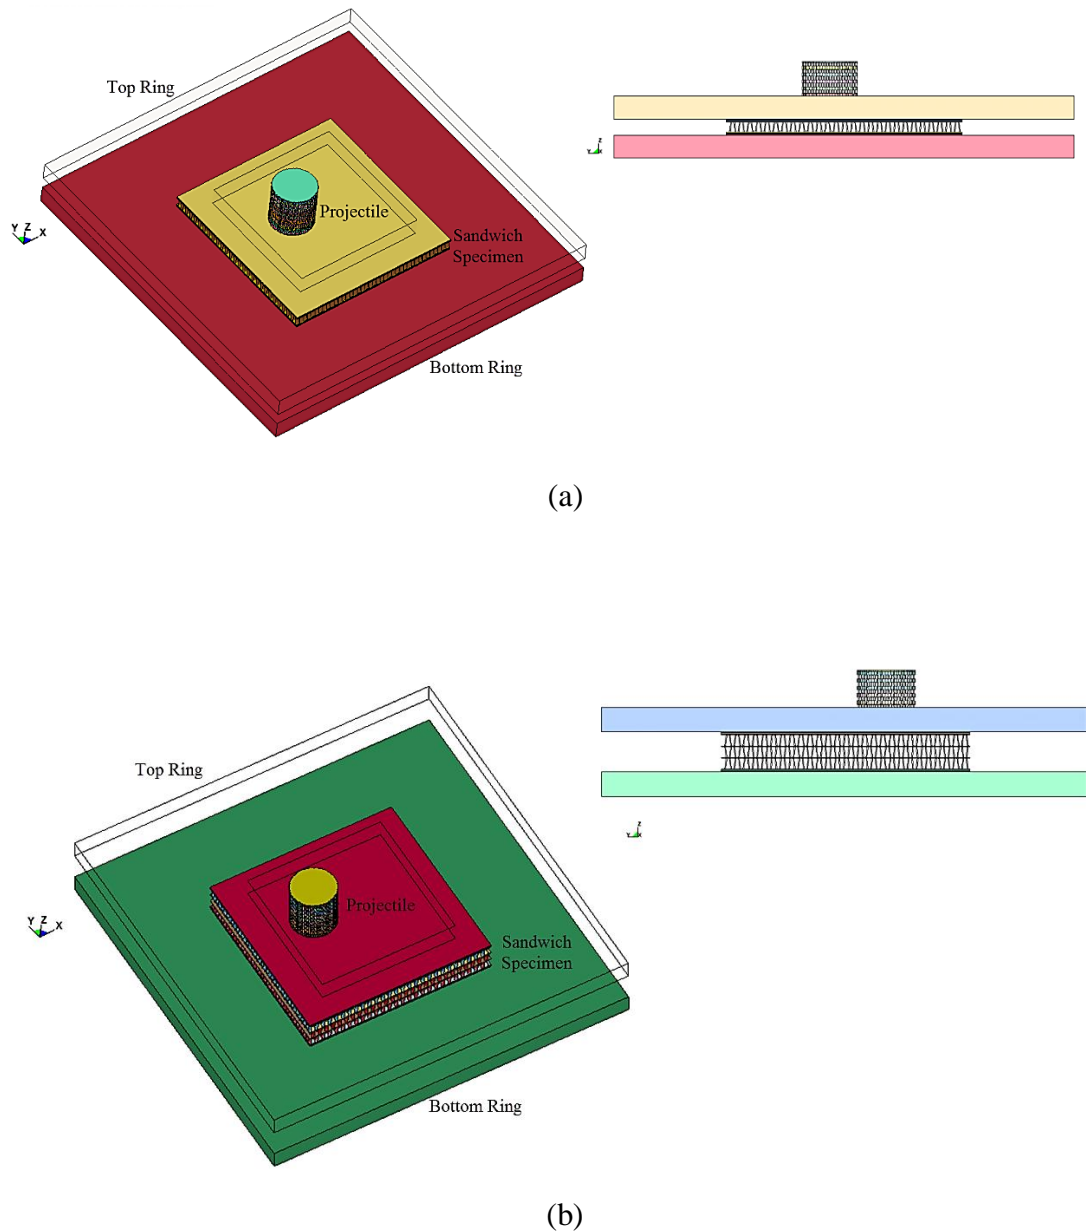 Top Ring
Projectile
Sandwich
Specimen
Bottom Ring
Y Z X
Z
Y X
(a)
Top Ring
Projectile
Sandwich
Specimen
Bottom Ring
Y Z X
Z
Y X
(b)